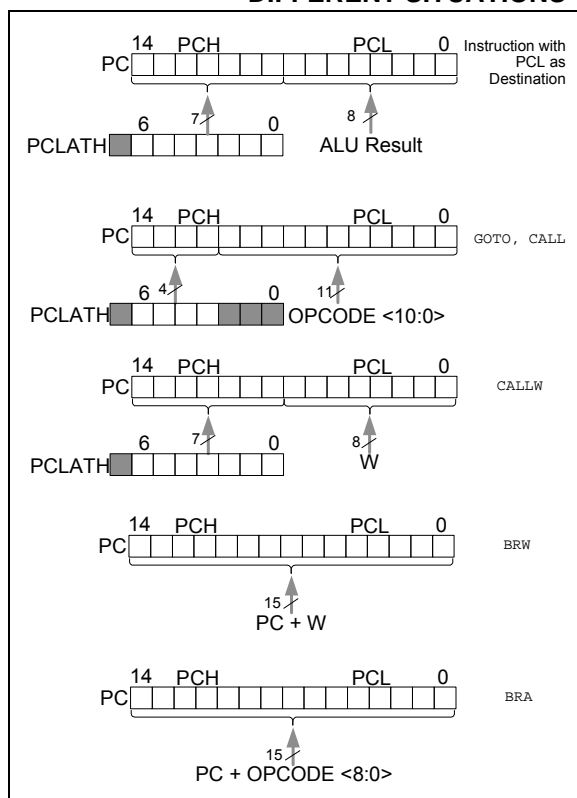 DIFFERENT SITUATIONS
14 PCH PCL 0
PC
Instruction with
PCL as
Destination
7 8
6 0
PCLATH
ALU Result
14 PCH PCL 0
PC
GOTO, CALL
4 11
6 0
PCLATH
OPCODE <10:0>
14 PCH PCL 0
PC
CALLW
7 8
6 0
PCLATH
W
14 PCH PCL 0
PC
BRW
15
PC + W
14 PCH PCL 0
PC
BRA
15
PC + OPCODE <8:0>